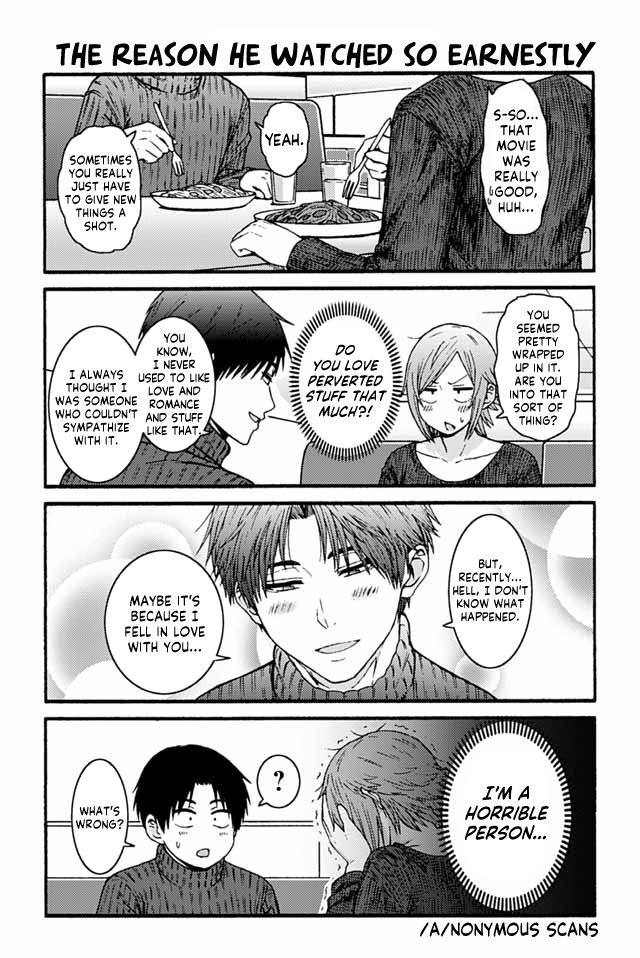 THE REASON HE WATCHED SO EARNESTLY
S-SO...
THAT
MOVIE
WAS
REALLY
GOOD,
HUH...
YEAH.
SOMETIMES
YOU REALLY
JUST HAVE
TO GIVE NEW
THINGS A
SHOT.
YOU
SEEMED
PRETTY
WRAPPED
UP IN IT.
ARE YOU
INTO THAT
SORT OF
THING?
DO
YOU LOVE
PERVERTED
STUFF THAT
MUCH?!
YOU
KNOW,
I NEVER
USED TO LIKE
LOVE AND
ROMANCE
AND STUFF
LIKE THAT.
I ALWAYS
THOUGHT I
WAS SOMEONE
WHO COULDN'T
SYMPATHIZE
WITH IT.
BUT,
RECENTLY...
HELL, I DON'T
KNOW WHAT
HAPPENED.
MAYBE IT'S
BECAUSE I
FELL IN LOVE
WITH YOU...
I'M A
HORRIBLE
PERSON...
?
WHAT'S
WRONG?
/A/NONYMOUS SCANS